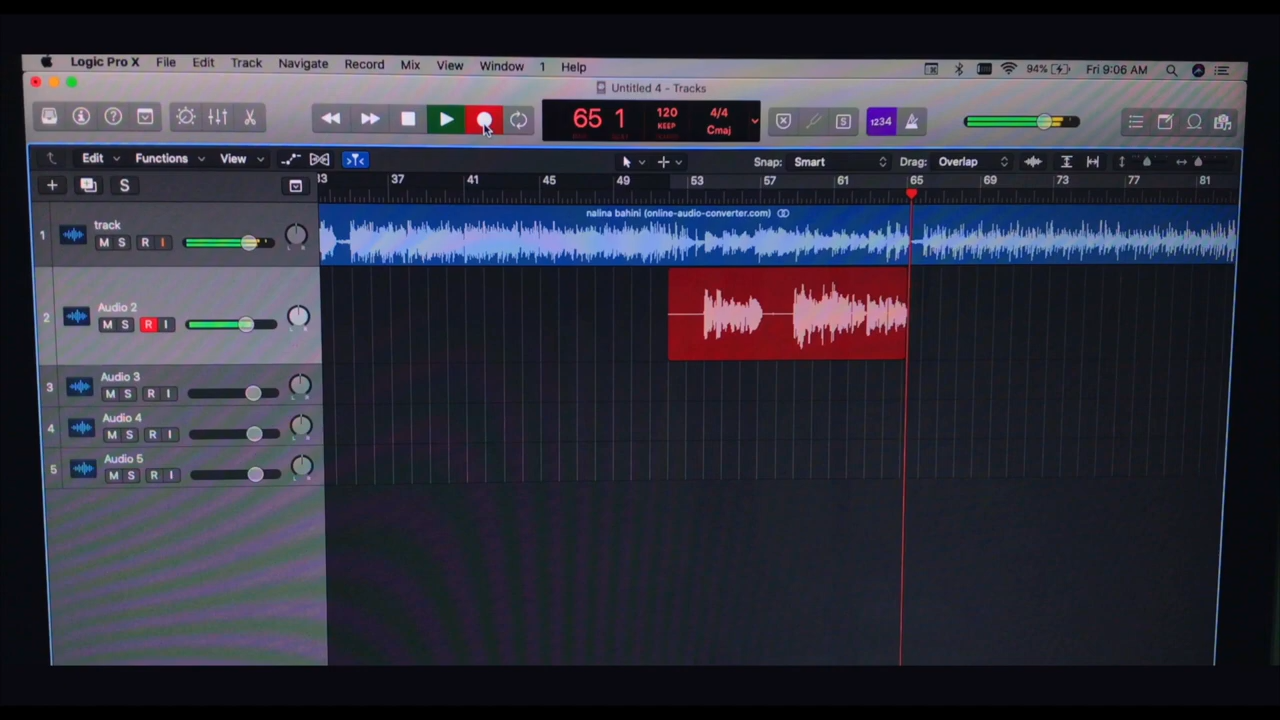 Logic Pro X File Edit Track Navigate Record Mix View Window 1 Help
94% Fri 9:06 AM
Untitled 4 - Tracks
65 1 120 KEEP 4/4 Cmaj
S 1234
Edit Functions View Snap: Smart Drag: Overlap
S
37 41 45 49 53 57 61 65 69 73 77 81
nalina bahini (online-audio-converter.com)
1 track
M S R I
2 Audio 2
M S R I
3 Audio 3
M S R I
4 Audio 4
M S R I
5 Audio 5
M S R I